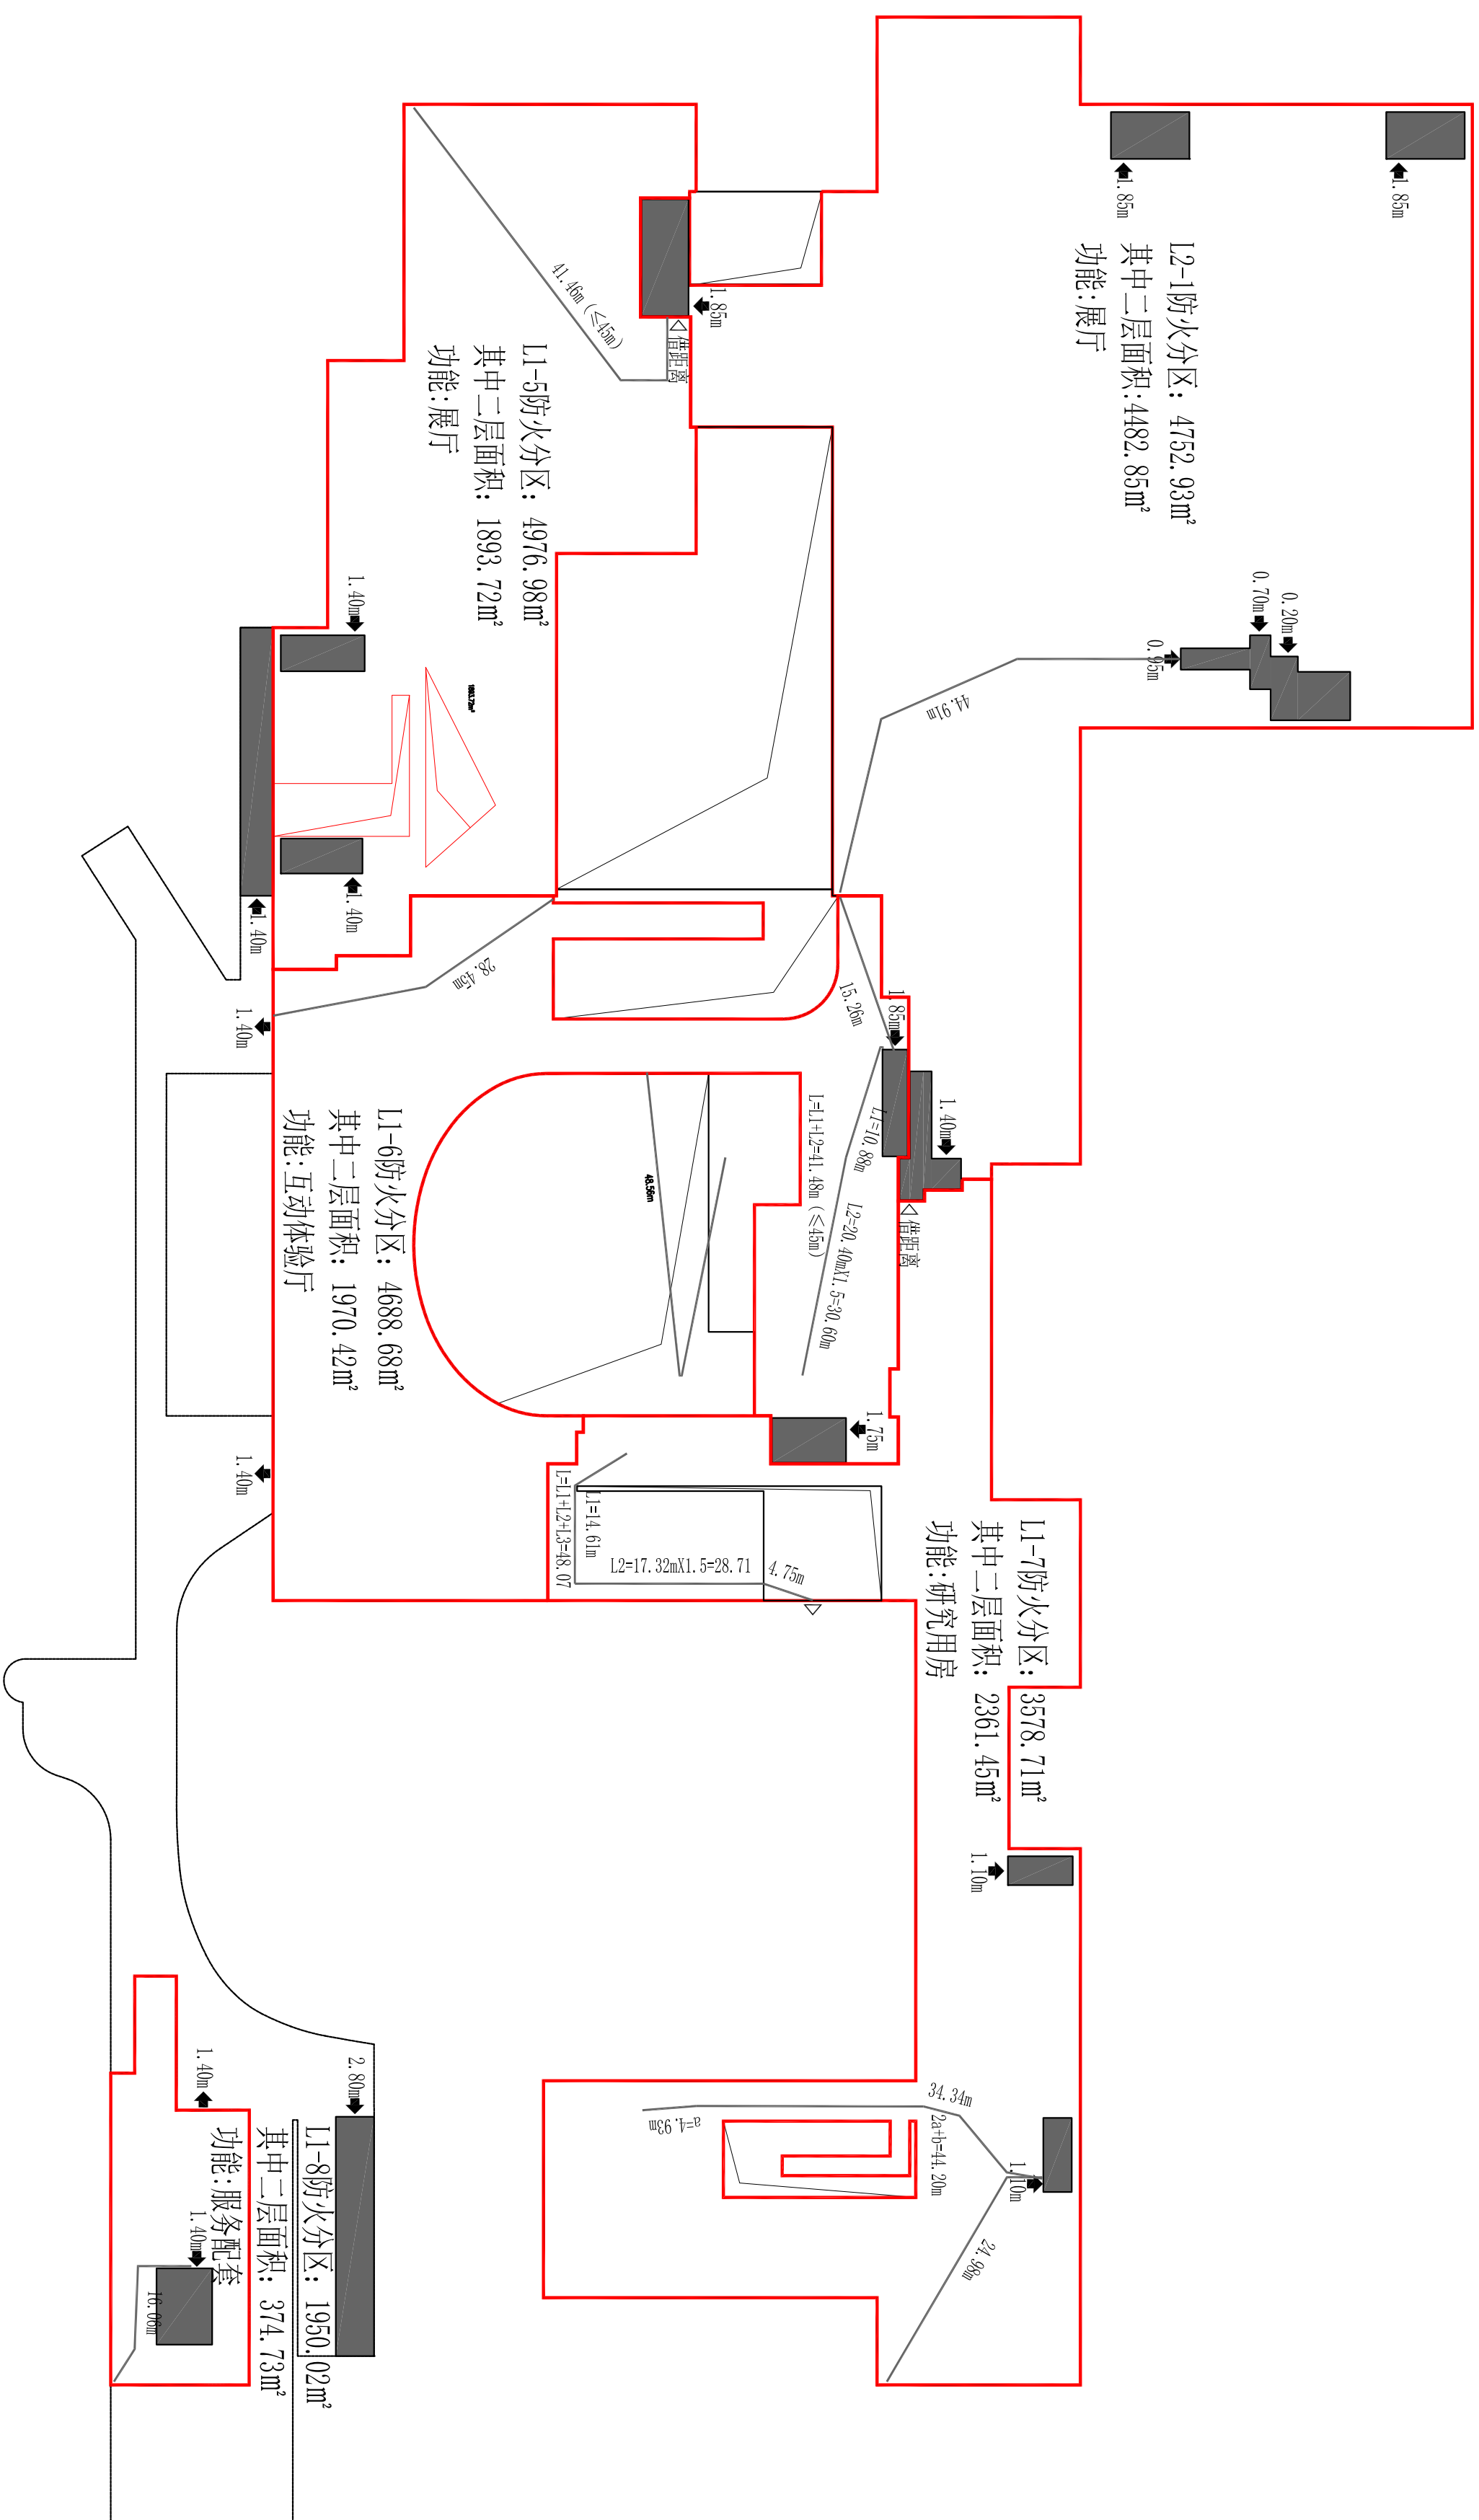 1.85m
1.85m
L2-1防火分区: 4752.93m²
其中二层面积:4482.85m²
功能:展厅
0.20m
0.70m
0.95m
44.91m
1.85m
借距离
41.46m (≤45m)
L1-5防火分区: 4976.98m²
其中二层面积: 1893.72m²
功能:展厅
1.40m
1893.72m²
1.40m
1.40m
28.45m
1.40m
15.26m
1.85m
1.40m
借距离
L1=10.88m
L2=20.40mX1.5=30.60m
L=L1+L2=41.48m (≤45m)
48.56m
L1-6防火分区: 4688.68m²
其中二层面积: 1970.42m²
功能:互动体验厅
1.75m
1.40m
L1=14.61m
L=L1+L2+L3=48.07
L2=17.32mX1.5=28.71
4.75m
L1-7防火分区: 3578.71m²
其中二层面积: 2361.45m²
功能:研究用房
1.10m
34.34m
a=4.93m
2a+b=44.20m
1.10m
24.98m
2.80m
1.40m
L1-8防火分区: 1950.02m²
其中二层面积: 374.73m²
功能:服务配套
1.40m
16.06m